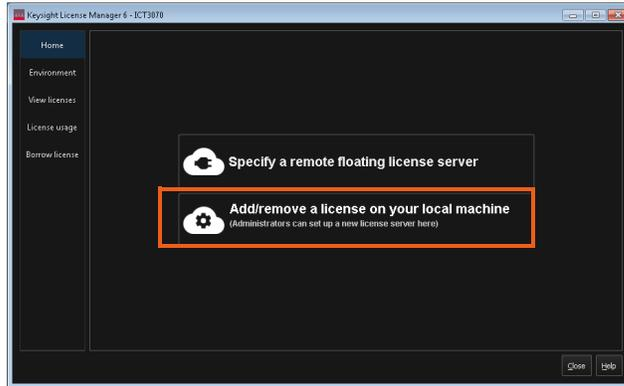 Keysight License Manager 6 - ICT3070
Home
Environment
View licenses
License usage
Borrow license
Specify a remote floating license server
Add/remove a license on your local machine
(Administrators can set up a new license server here)
Close
Help